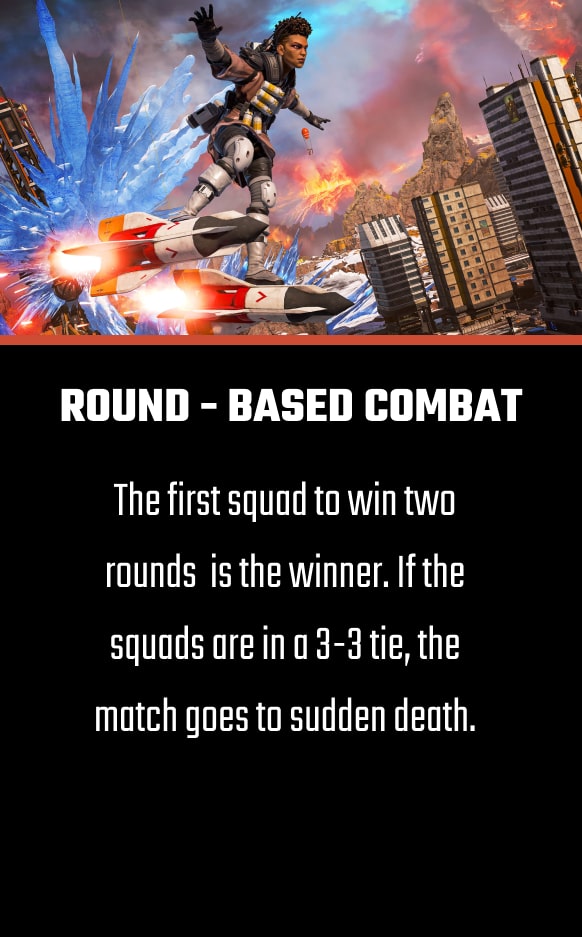 ROUND - BASED COMBAT
The first squad to win two
rounds  is the winner. If the
squads are in a 3-3 tie, the
match goes to sudden death.